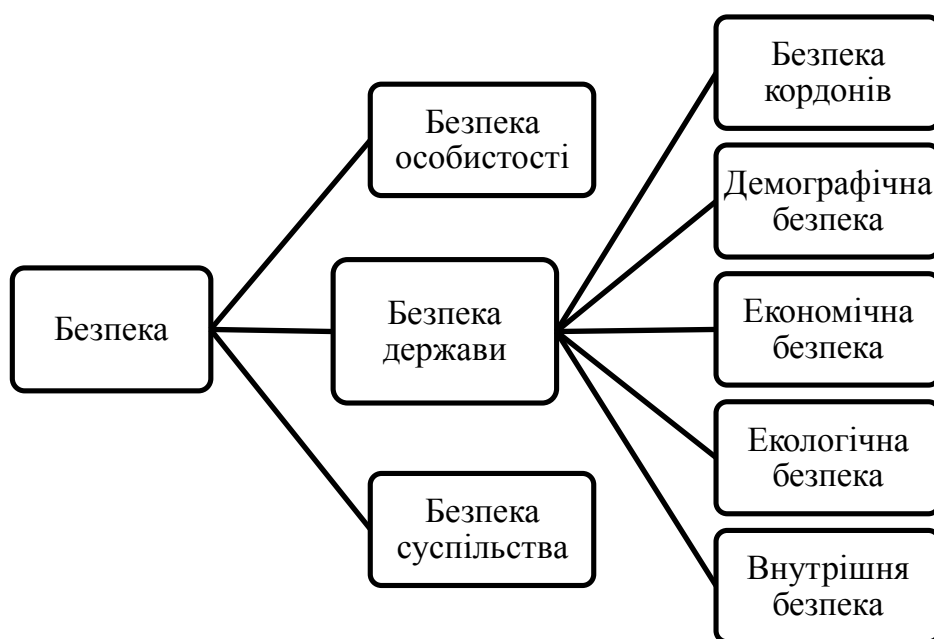 Безпека
Безпека
особистості
Безпека
держави
Безпека
суспільства
Безпека
кордонів
Демографічна
безпека
Економічна
безпека
Екологічна
безпека
Внутрішня
безпека